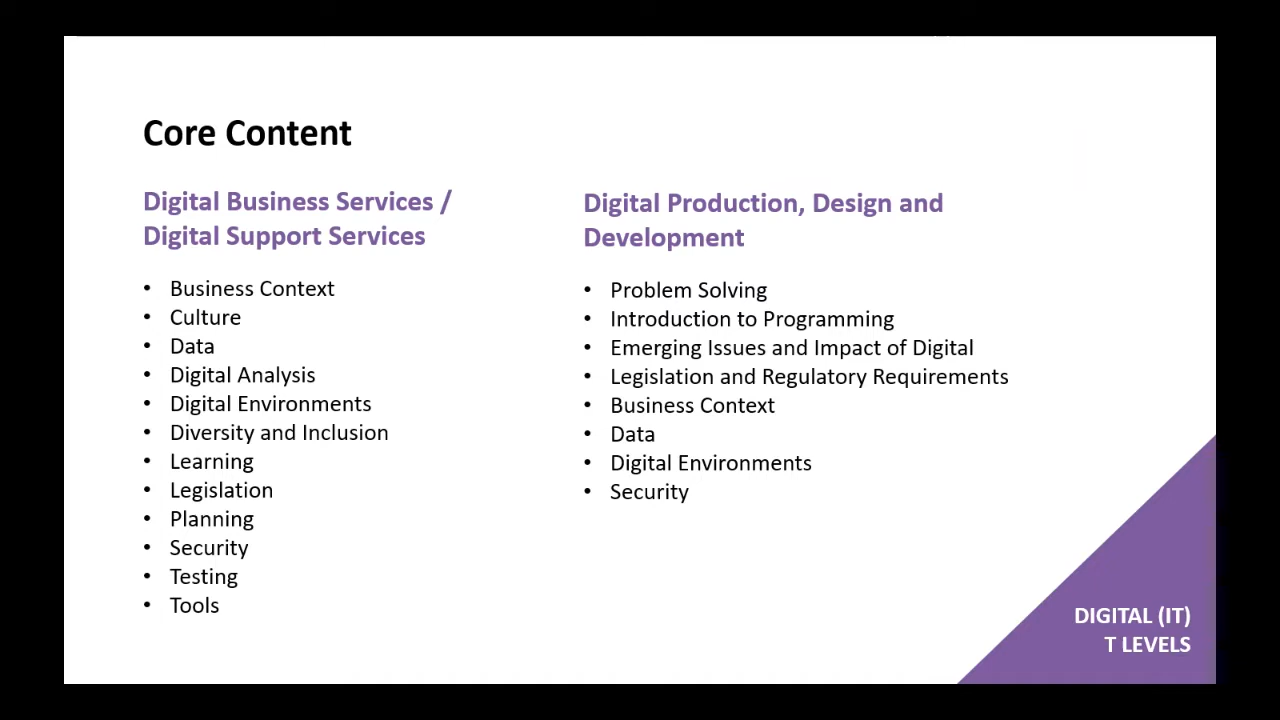 Core Content
Digital Business Services /
Digital Support Services
• Business Context
• Culture
• Data
• Digital Analysis
• Digital Environments
• Diversity and Inclusion
• Learning
• Legislation
• Planning
• Security
• Testing
• Tools
Digital Production, Design and
Development
• Problem Solving
• Introduction to Programming
• Emerging Issues and Impact of Digital
• Legislation and Regulatory Requirements
• Business Context
• Data
• Digital Environments
• Security
DIGITAL (IT)
T LEVELS